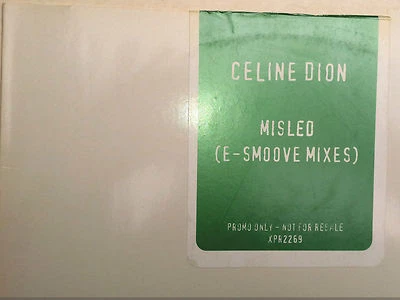 CELINE DION
MISLED
(E-SMOOVE MIXES)
PROMO ONLY - NOT FOR RESALE
XPR2269